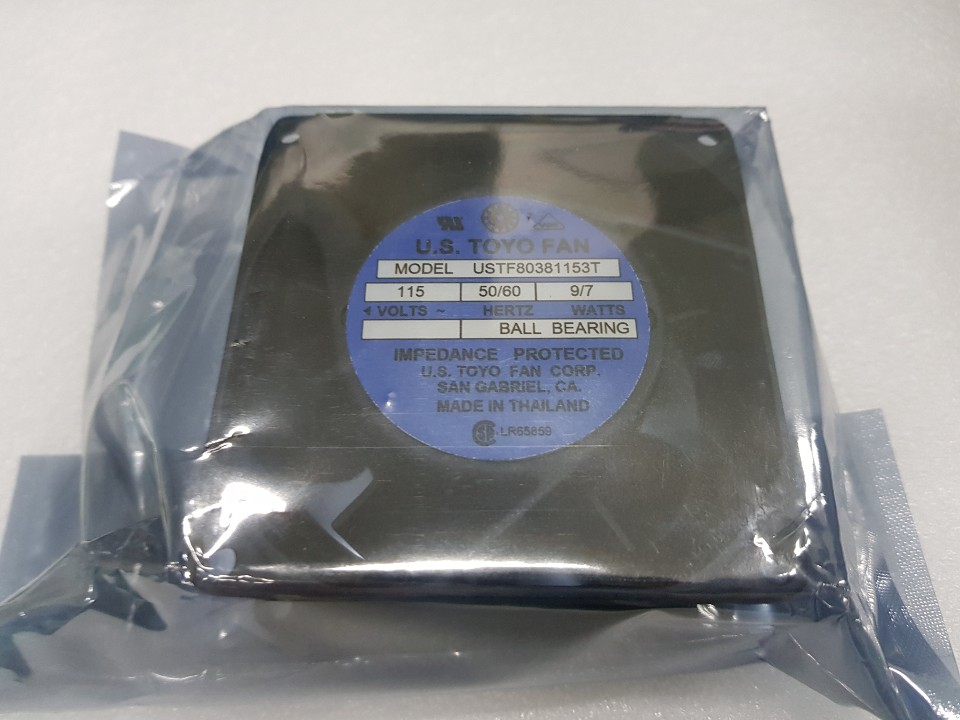 U.S. TOYO FAN
MODEL USTF80381153T
115 50/60 9/7
VOLTS ~ HERTZ WATTS
BALL BEARING
IMPEDANCE PROTECTED
U.S. TOYO FAN CORP.
SAN GABRIEL, CA.
MADE IN THAILAND
LR65859